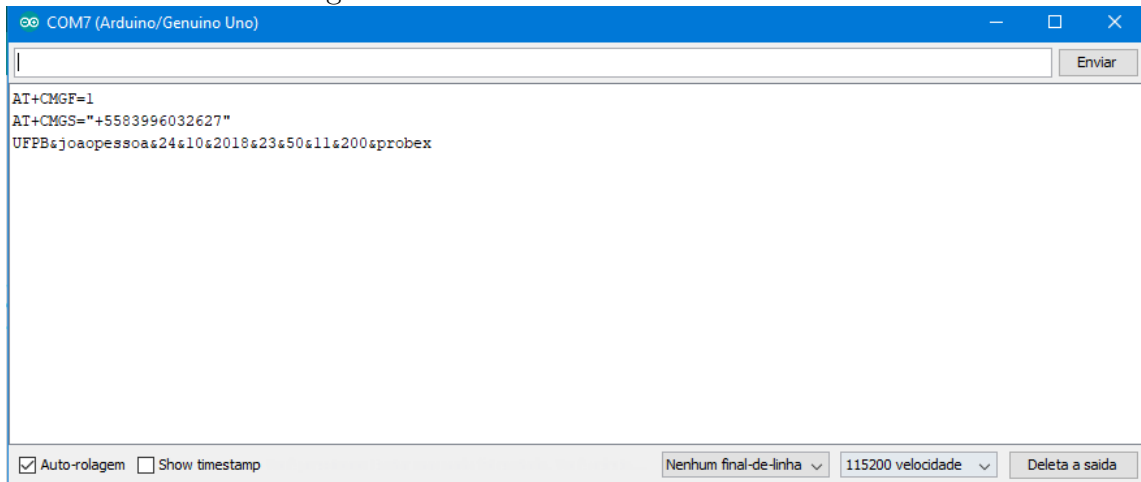 COM7 (Arduino/Genuino Uno)
Enviar
AT+CMGF=1
AT+CMGS="+5583996032627"
UFPB&joaopessoa&24&10&2018&23&50&11&200&probex
Auto-rolagem Show timestamp Nenhum final-de-linha 115200 velocidade Deleta a saida